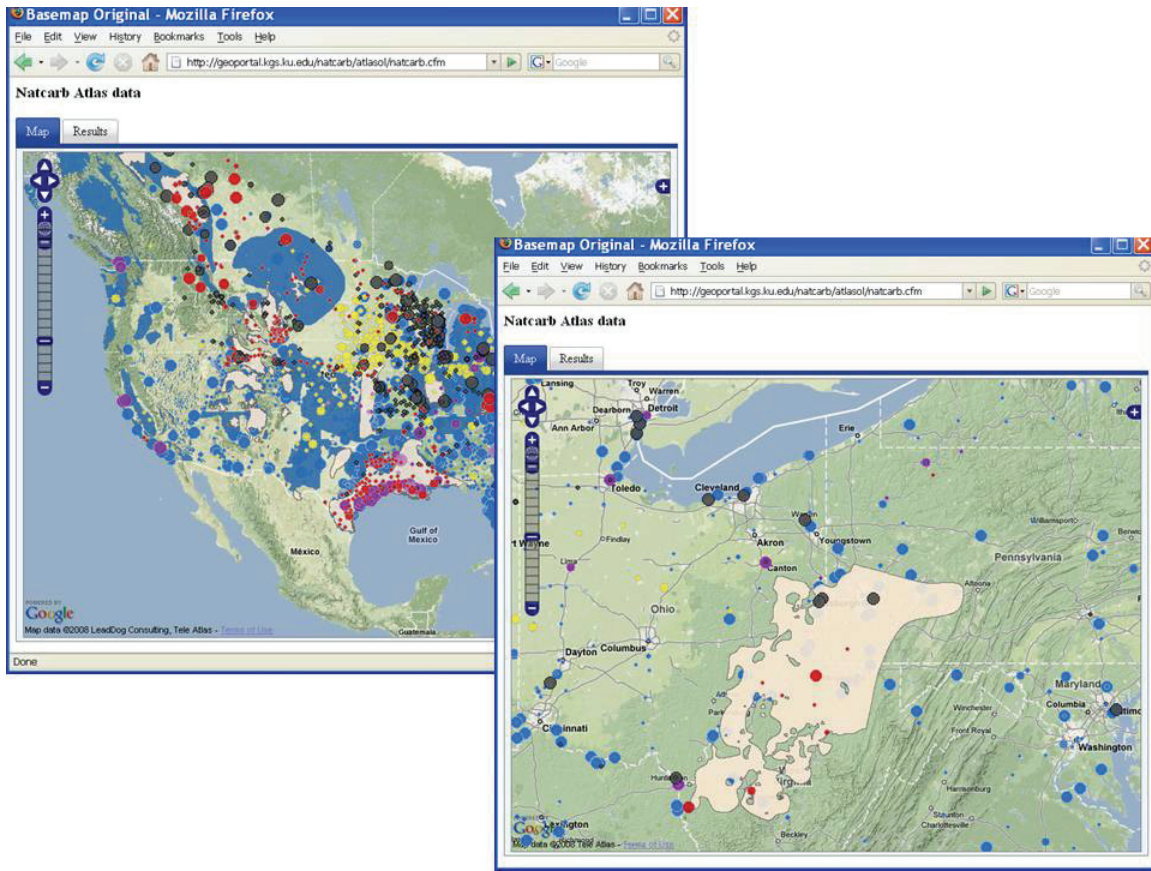 Basemap Original - Mozilla Firefox
File Edit View History Bookmarks Tools Help
http://geoportal.kgs.ku.edu/natcarb/atlasol/natcarb.cfm
G Google
Natcarb Atlas data
Map Results
Gulf of
Mexico
México
POWERED BY
Google
Guatemala
Map data ©2008 LeadDog Consulting, Tele Atlas - Terms of Use
Done
Basemap Original - Mozilla Firefox
File Edit View History Bookmarks Tools Help
http://geoportal.kgs.ku.edu/natcarb/atlasol/natcarb.cfm
G Google
Natcarb Atlas data
Map Results
Lansing
Troy
Warren
Dearborn
Detroit
Ann Arbor
Erie
Toledo
Cleveland
Williamsport
Findlay
Akron
Youngstown
Lima
Canton
Pennsylvania
Altoona
Ohio
Dayton
Columbus
Maryland
Columbia
Winchester
Front Royal
Washington
Harrisonburg
Staunton
Charlottesville
Beckley
Google
Map data ©2008 Tele Atlas - Terms of Use